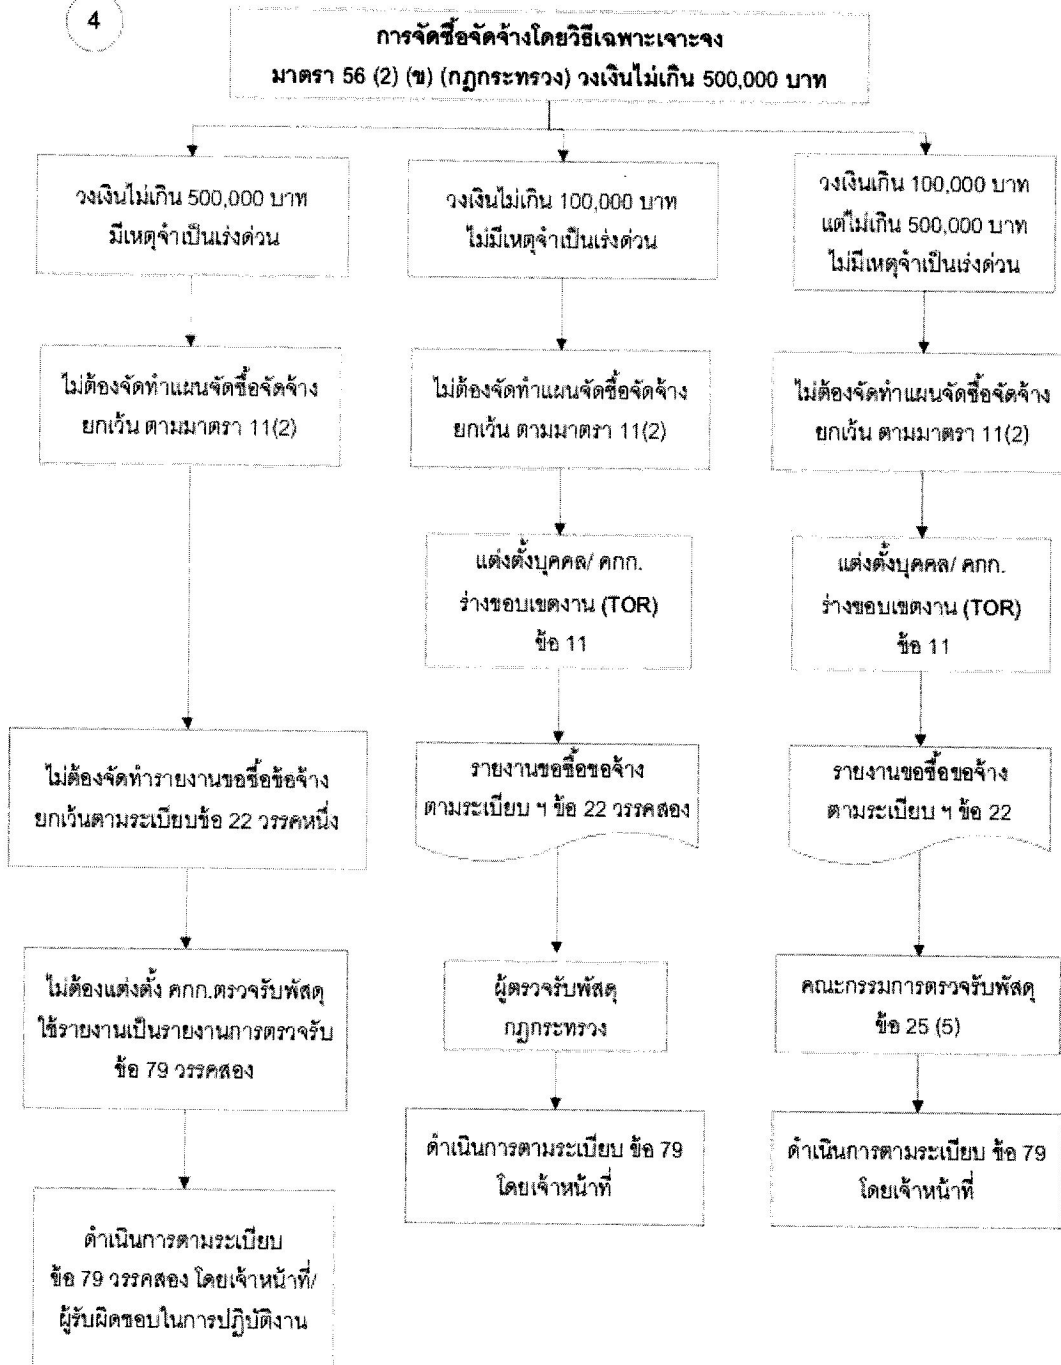 4
การจัดซื้อจัดจ้างโดยวิธีเฉพาะเจาะจง
มาตรา 56 (2) (ข) (กฎกระทรวง) วงเงินไม่เกิน 500,000 บาท
วงเงินไม่เกิน 500,000 บาท
มีเหตุจำเป็นเร่งด่วน
วงเงินไม่เกิน 100,000 บาท
ไม่มีเหตุจำเป็นเร่งด่วน
วงเงินเกิน 100,000 บาท
แต่ไม่เกิน 500,000 บาท
ไม่มีเหตุจำเป็นเร่งด่วน
ไม่ต้องจัดทำแผนจัดซื้อจัดจ้าง
ยกเว้น ตามมาตรา 11(2)
ไม่ต้องจัดทำแผนจัดซื้อจัดจ้าง
ยกเว้น ตามมาตรา 11(2)
ไม่ต้องจัดทำแผนจัดซื้อจัดจ้าง
ยกเว้น ตามมาตรา 11(2)
แต่งตั้งบุคคล/ คกก.
ร่างขอบเขตงาน (TOR)
ข้อ 11
แต่งตั้งบุคคล/ คกก.
ร่างขอบเขตงาน (TOR)
ข้อ 11
ไม่ต้องจัดทำรายงานขอซื้อข้อจ้าง
ยกเว้นตามระเบียบข้อ 22 วรรคหนึ่ง
รายงานขอซื้อขอจ้าง
ตามระเบียบ ฯ ข้อ 22 วรรคสอง
รายงานขอซื้อขอจ้าง
ตามระเบียบ ฯ ข้อ 22
ไม่ต้องแต่งตั้ง คกก.ตรวจรับพัสดุ
ใช้รายงานเป็นรายงานการตรวจรับ
ข้อ 79 วรรคสอง
ผู้ตรวจรับพัสดุ
กฎกระทรวง
คณะกรรมการตรวจรับพัสดุ
ข้อ 25 (5)
ดำเนินการตามระเบียบ ข้อ 79
โดยเจ้าหน้าที่
ดำเนินการตามระเบียบ ข้อ 79
โดยเจ้าหน้าที่
ดำเนินการตามระเบียบ
ข้อ 79 วรรคสอง โดยเจ้าหน้าที่/
ผู้รับผิดชอบในการปฏิบัติงาน